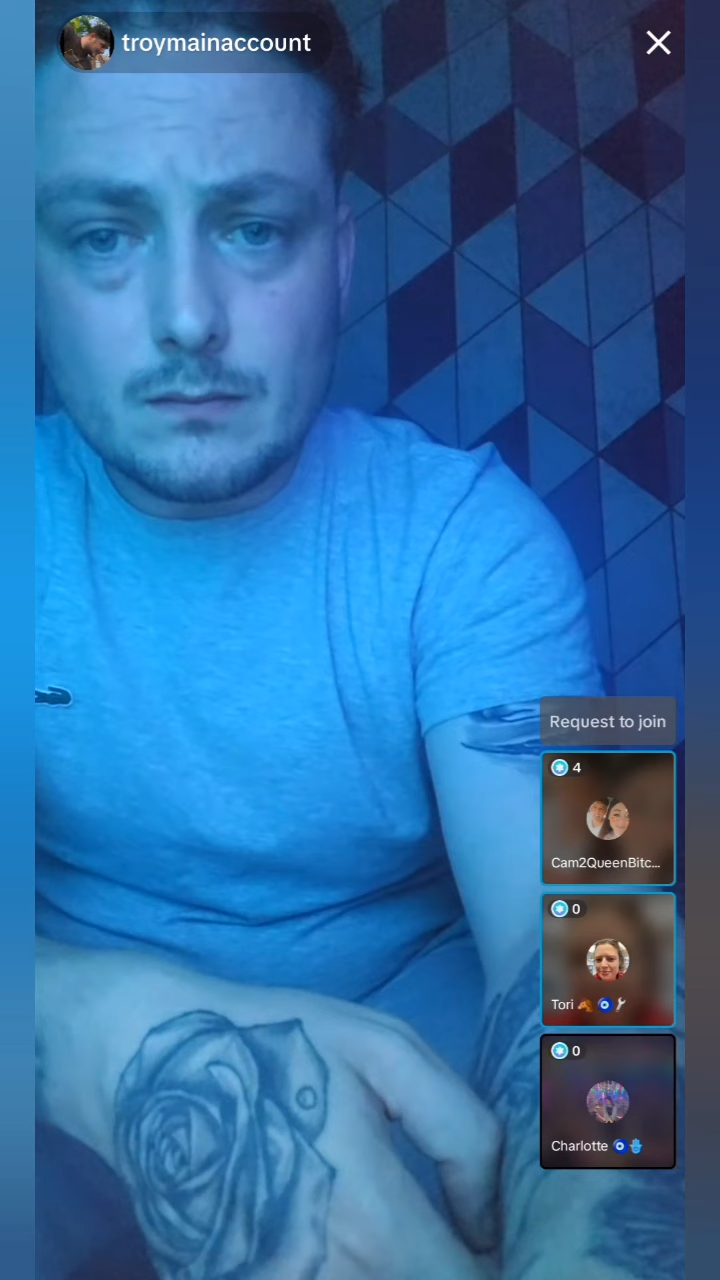 troymainaccount
Request to join
4
Cam2QueenBitc...
0
Tori 🍂🧿🔧
0
Charlotte 🧿🪬